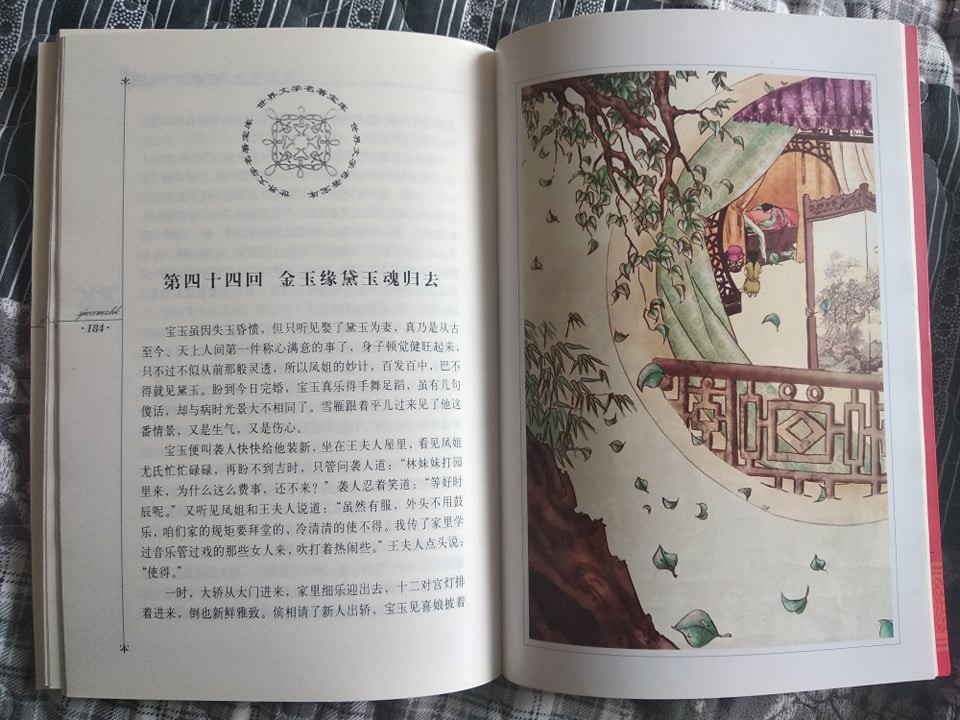 世界文学名著宝库 世界文学名著宝库 世界文学名著宝库
第四十四回 金玉缘黛玉魂归去
·184·
宝玉虽因失玉昏愦，但只听见娶了黛玉为妻，真乃是从古
至今、天上人间第一件称心满意的事了，身子顿觉健旺起来，
只不过不似从前那般灵透，所以凤姐的妙计，百发百中，巴不
得就见黛玉。盼到今日完婚，宝玉真乐得手舞足蹈，虽有几句
傻话，却与病时光景大不相同了。雪雁跟着平儿过来见了他这
番情景，又是生气，又是伤心。
宝玉便叫袭人快快给他装新，坐在王夫人屋里，看见凤姐
尤氏忙忙碌碌，再盼不到吉时，只管问袭人道：“林妹妹打园
里来，为什么这么费事，还不来？”袭人忍着笑道：“等好时
辰呢。”又听见凤姐和王夫人说道：“虽然有服，外头不用鼓
乐，咱们家的规矩要拜堂的，冷清清的使不得。我传了家里学
过音乐管过戏的那些女人来，吹打着热闹些。”王夫人点头说：
“使得。”
一时，大轿从大门进来，家里细乐迎出去，十二对宫灯排
着进来，倒也新鲜雅致。傧相请了新人出轿，宝玉见喜娘披着